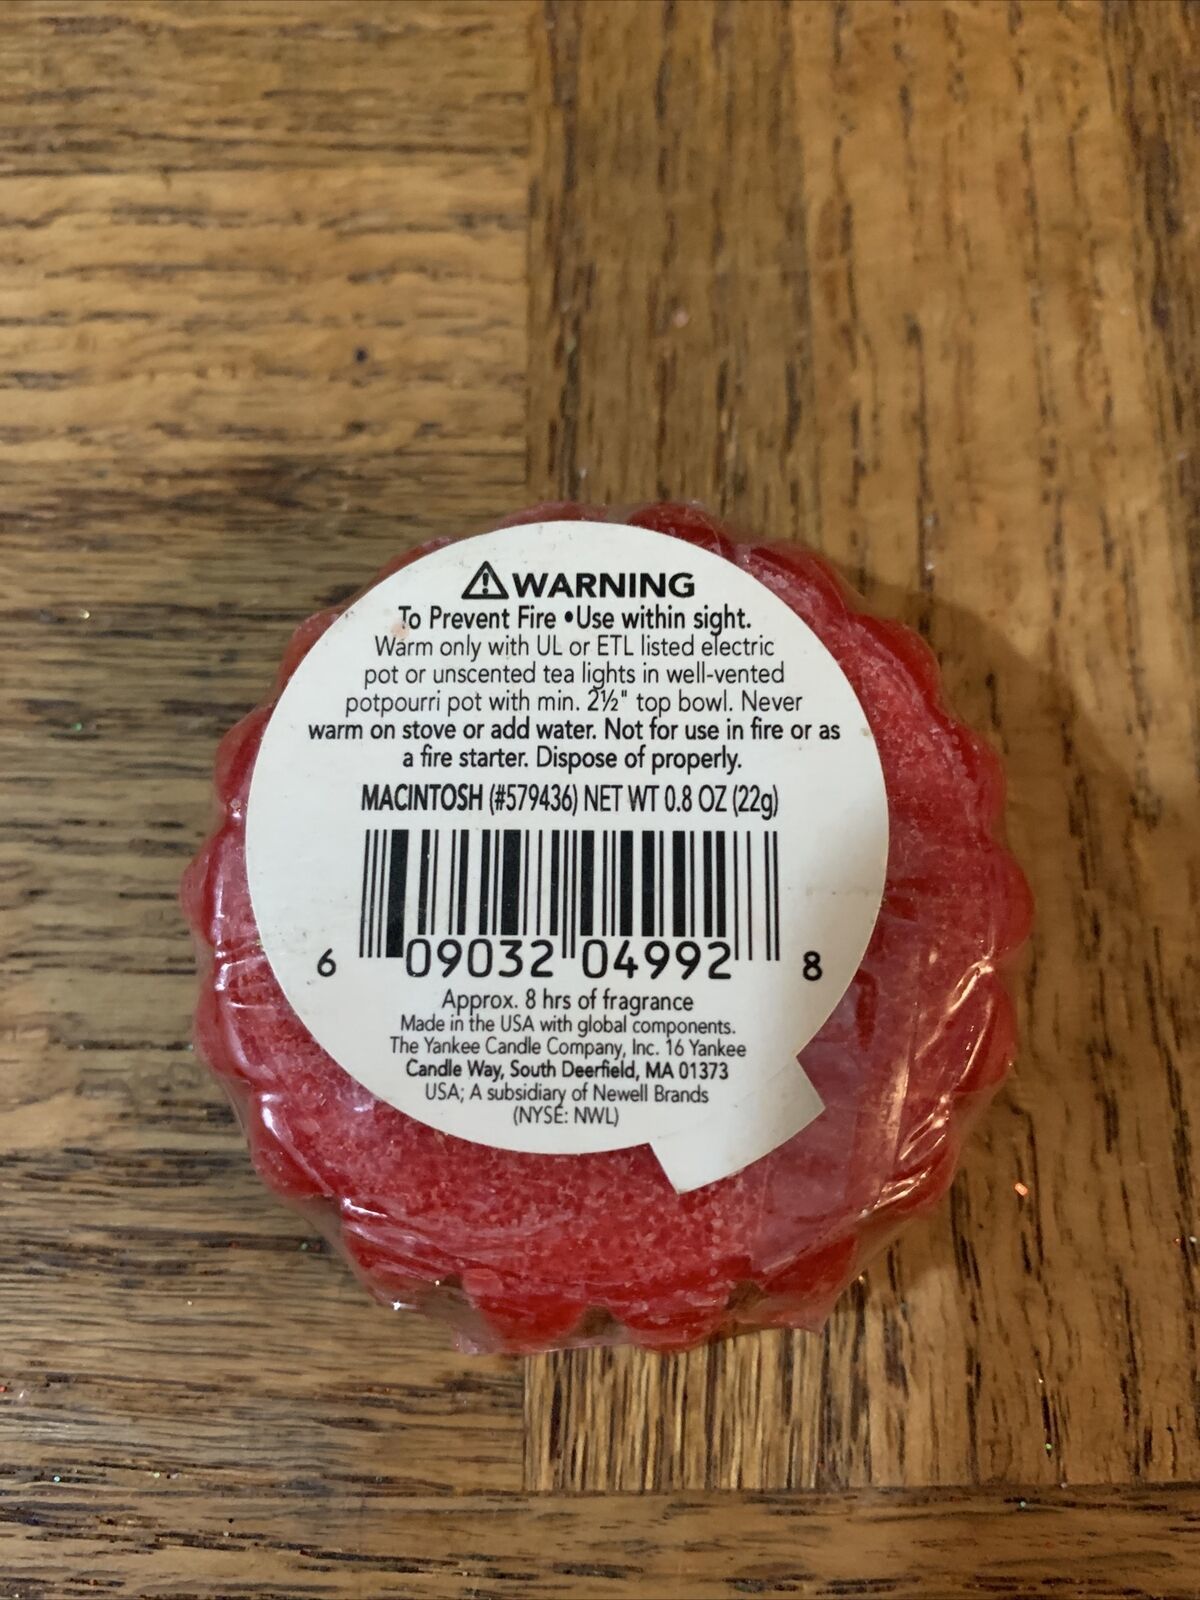 ⚠WARNING
To Prevent Fire •Use within sight.
Warm only with UL or ETL listed electric
pot or unscented tea lights in well-vented
potpourri pot with min. 2½" top bowl. Never
warm on stove or add water. Not for use in fire or as
a fire starter. Dispose of properly.
MACINTOSH (#579436) NET WT 0.8 OZ (22g)
6 09032 04992 8
Approx. 8 hrs of fragrance
Made in the USA with global components.
The Yankee Candle Company, Inc. 16 Yankee
Candle Way, South Deerfield, MA 01373
USA; A subsidiary of Newell Brands
(NYSE: NWL)